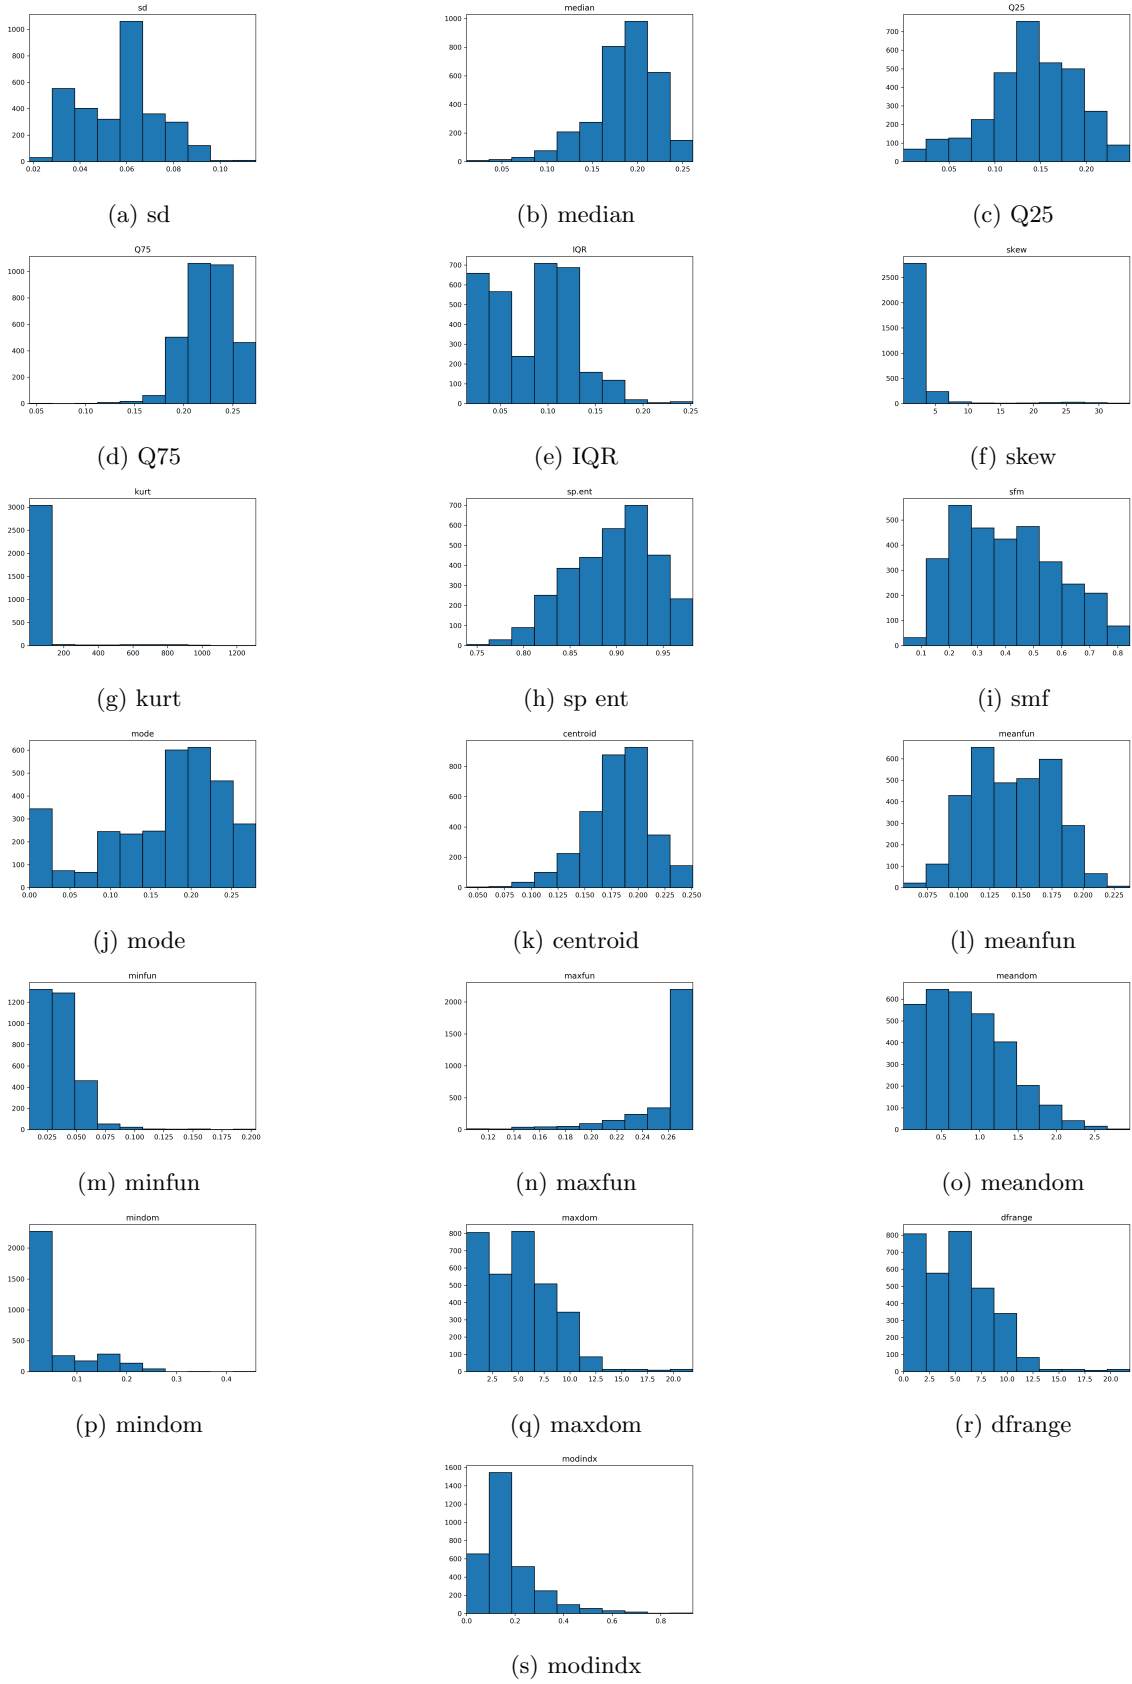 sd
median
Q25
1000
800
600
400
200
0
0.02 0.04 0.06 0.08 0.10
1000
800
600
400
200
0
0.05 0.10 0.15 0.20 0.25
700
600
500
400
300
200
100
0
0.05 0.10 0.15 0.20
(a) sd
(b) median
(c) Q25
Q75
IQR
skew
1000
800
600
400
200
0
0.05 0.10 0.15 0.20 0.25
700
600
500
400
300
200
100
0
0.05 0.10 0.15 0.20 0.25
2500
2000
1500
1000
500
0
5 10 15 20 25 30
(d) Q75
(e) IQR
(f) skew
kurt
sp.ent
sfm
3000
2500
2000
1500
1000
500
0
200 400 600 800 1000 1200
700
600
500
400
300
200
100
0
0.75 0.80 0.85 0.90 0.95
500
400
300
200
100
0
0.1 0.2 0.3 0.4 0.5 0.6 0.7 0.8
(g) kurt
(h) sp ent
(i) smf
mode
centroid
meanfun
600
500
400
300
200
100
0
0.00 0.05 0.10 0.15 0.20 0.25
800
600
400
200
0
0.050 0.075 0.100 0.125 0.150 0.175 0.200 0.225 0.250
600
500
400
300
200
100
0
0.075 0.100 0.125 0.150 0.175 0.200 0.225
(j) mode
(k) centroid
(l) meanfun
minfun
maxfun
meandom
1200
1000
800
600
400
200
0
0.025 0.050 0.075 0.100 0.125 0.150 0.175 0.200
2000
1500
1000
500
0
0.12 0.14 0.16 0.18 0.20 0.22 0.24 0.26
600
500
400
300
200
100
0
0.5 1.0 1.5 2.0 2.5
(m) minfun
(n) maxfun
(o) meandom
mindom
maxdom
dfrange
2000
1500
1000
500
0
0.1 0.2 0.3 0.4
800
700
600
500
400
300
200
100
0
2.5 5.0 7.5 10.0 12.5 15.0 17.5 20.0
800
700
600
500
400
300
200
100
0
0.0 2.5 5.0 7.5 10.0 12.5 15.0 17.5 20.0
(p) mindom
(q) maxdom
(r) dfrange
modindx
1600
1400
1200
1000
800
600
400
200
0
0.0 0.2 0.4 0.6 0.8
(s) modindx